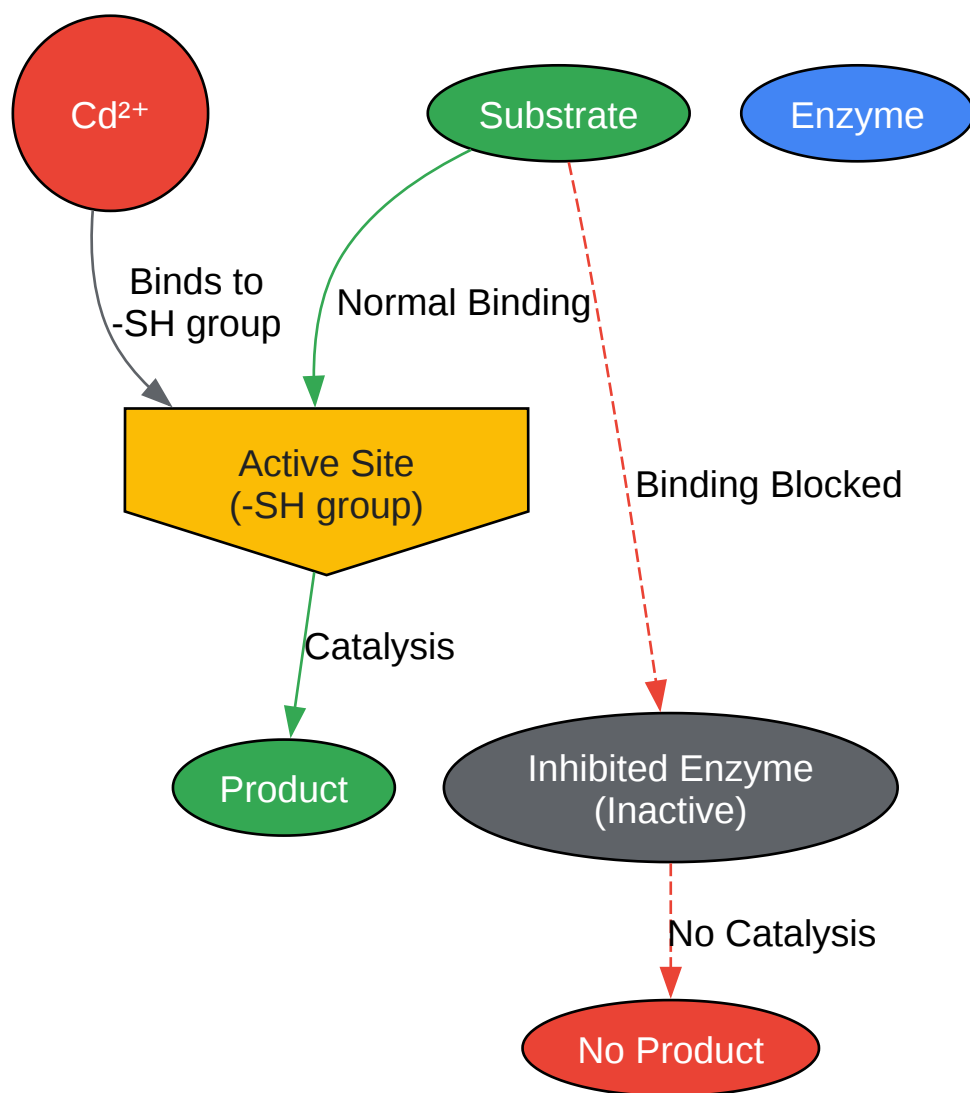 Cd²⁺
Substrate
Enzyme
Binds to
-SH group
Normal Binding
Active Site
(-SH group)
Binding Blocked
Catalysis
Product
Inhibited Enzyme
(Inactive)
No Catalysis
No Product